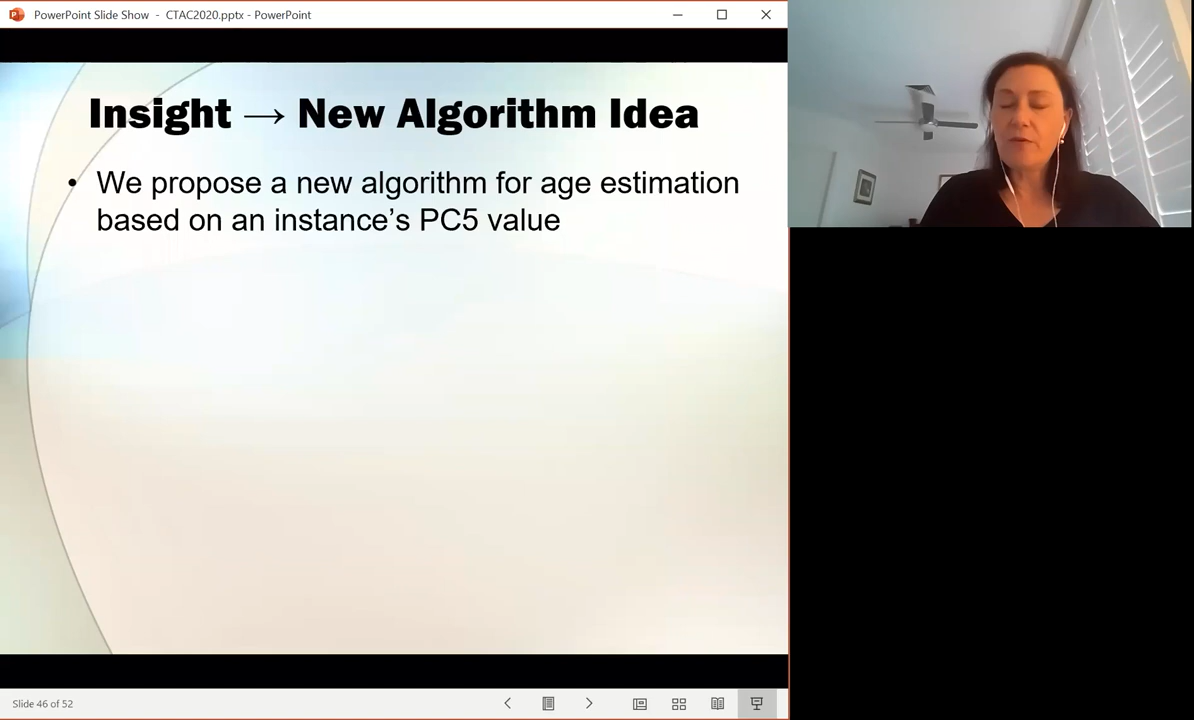 PowerPoint Slide Show - CTAC2020.pptx - PowerPoint
Insight → New Algorithm Idea
• We propose a new algorithm for age estimation
based on an instance’s PC5 value
Slide 46 of 52